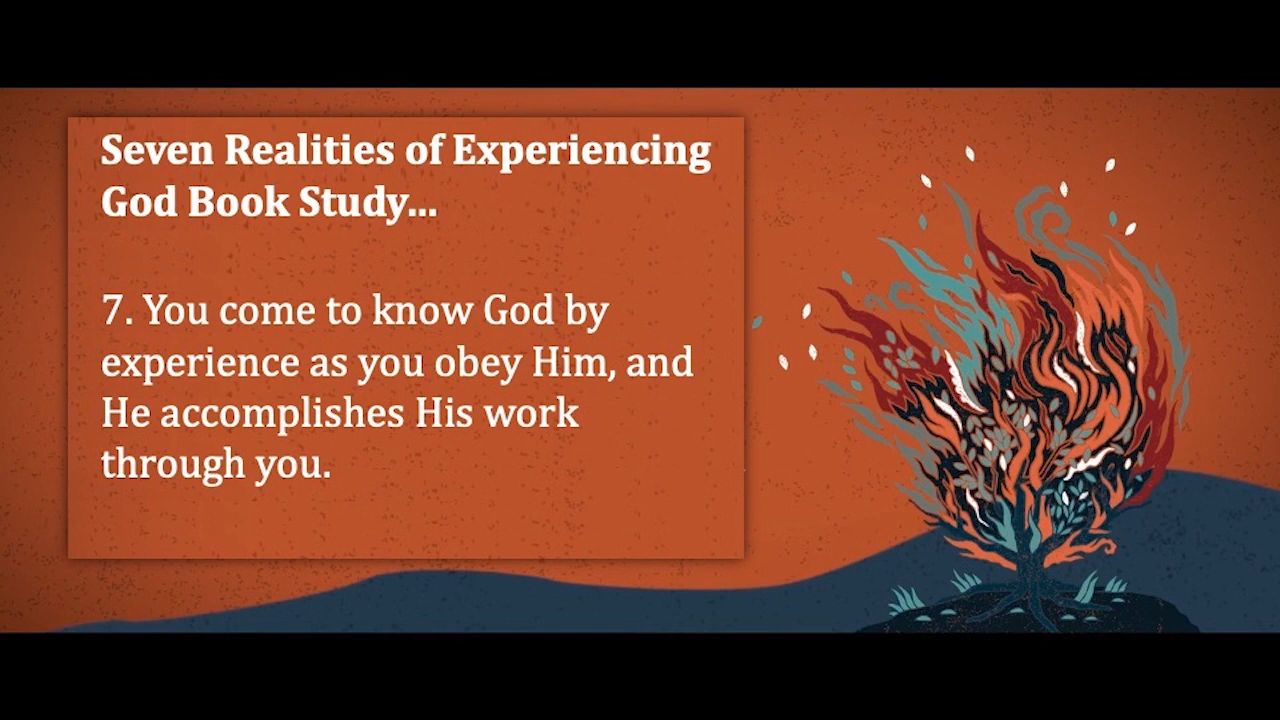 Seven Realities of Experiencing
God Book Study...
7. You come to know God by
experience as you obey Him, and
He accomplishes His work
through you.